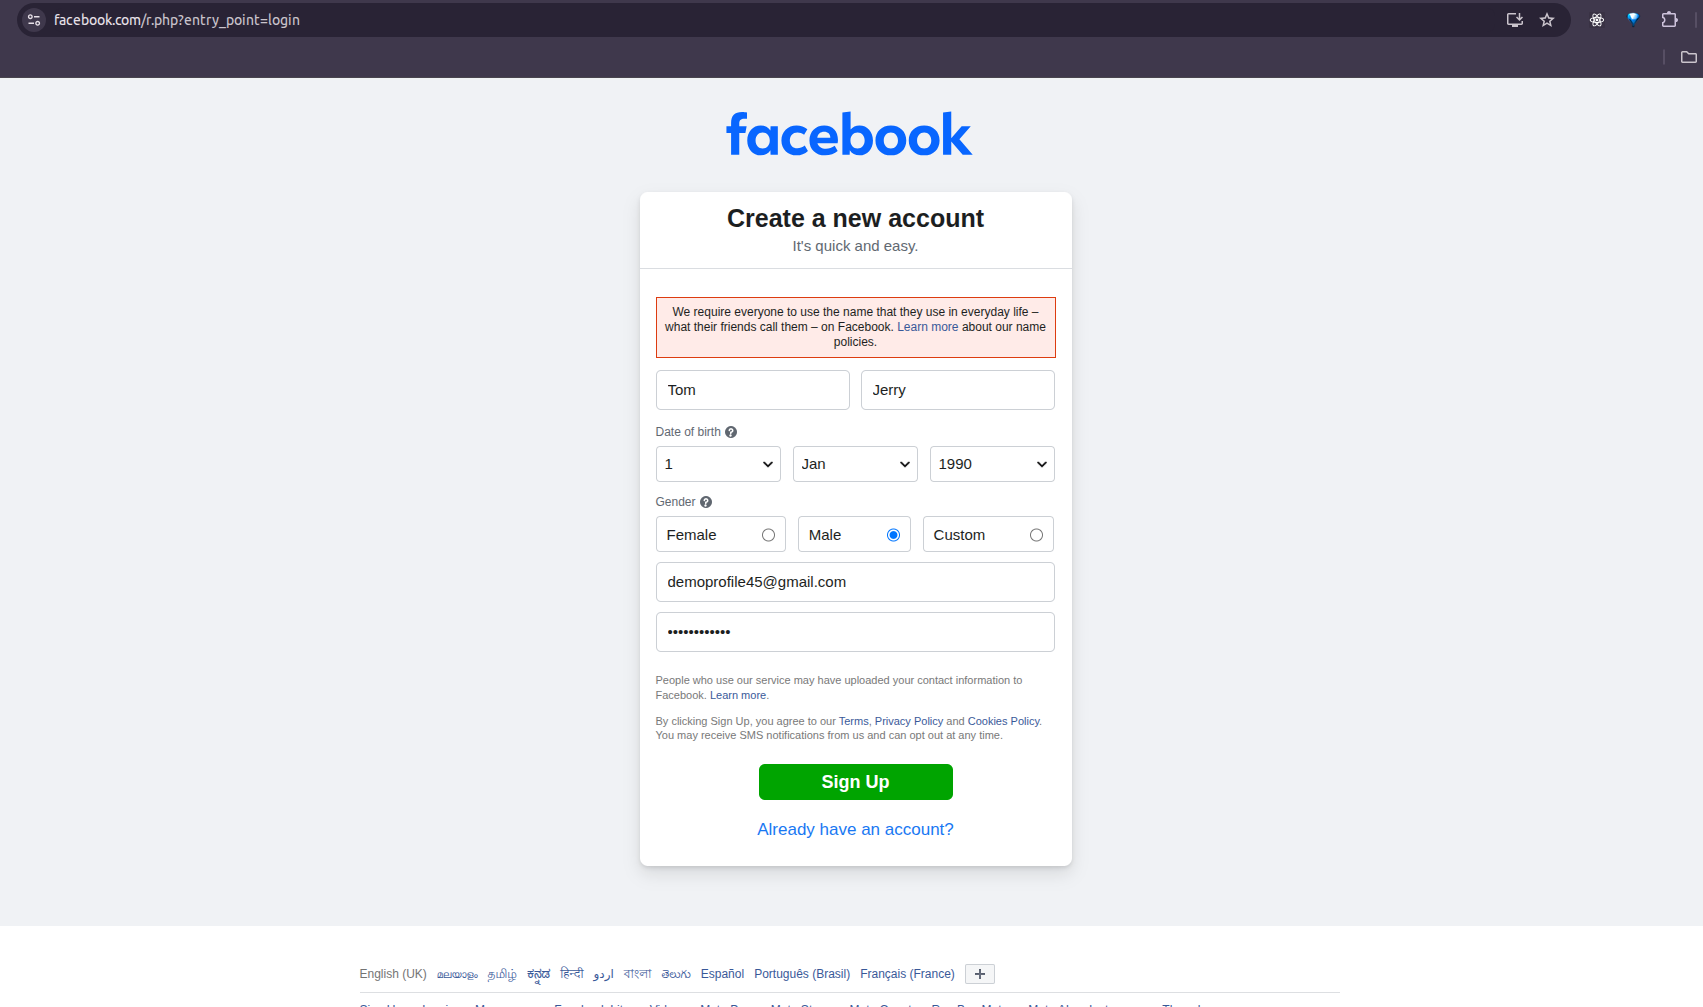 facebook.com/r.php?entry_point=login
facebook
Create a new account
It's quick and easy.
We require everyone to use the name that they use in everyday life –
what their friends call them – on Facebook. Learn more about our name
policies.
Tom Jerry
Date of birth ?
1 Jan 1990
Gender ?
Female Male Custom
demoprofile45@gmail.com
••••••••••••
People who use our service may have uploaded your contact information to
Facebook. Learn more.
By clicking Sign Up, you agree to our Terms, Privacy Policy and Cookies Policy.
You may receive SMS notifications from us and can opt out at any time.
Sign Up
Already have an account?
English (UK) മലയാളം தமிழ் ಕನ್ನಡ हिन्दी اردو বাংলা తెలుగు Español Português (Brasil) Français (France) +